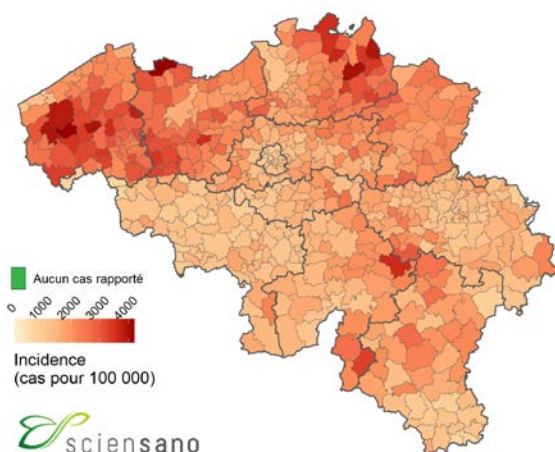 Aucun cas rapporté
0 1000 2000 3000 4000
Incidence
(cas pour 100 000)
sciensano